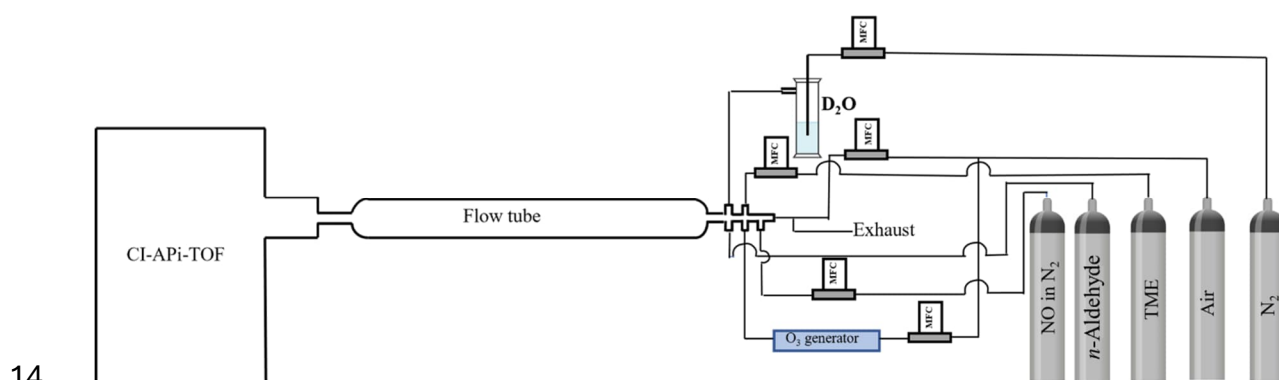 MFC
D₂O
MFC
MFC
Flow tube
Exhaust
CI-APi-TOF
MFC
MFC
O₃ generator
NO in N₂
n-Aldehyde
TME
Air
N₂
14